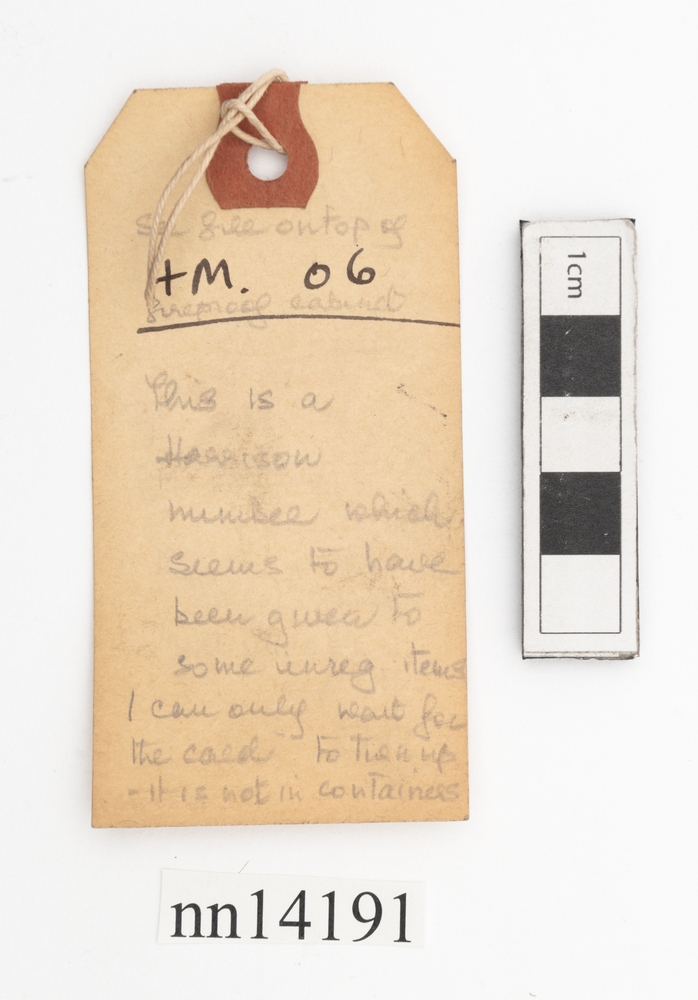 See file on top of
+M. 06
fireproof cabinet
This is a
Harrison
number which
seems to have
been given to
some unreg items
I can only wait for
the card to turn up
- it is not in containers
1cm
nn14191